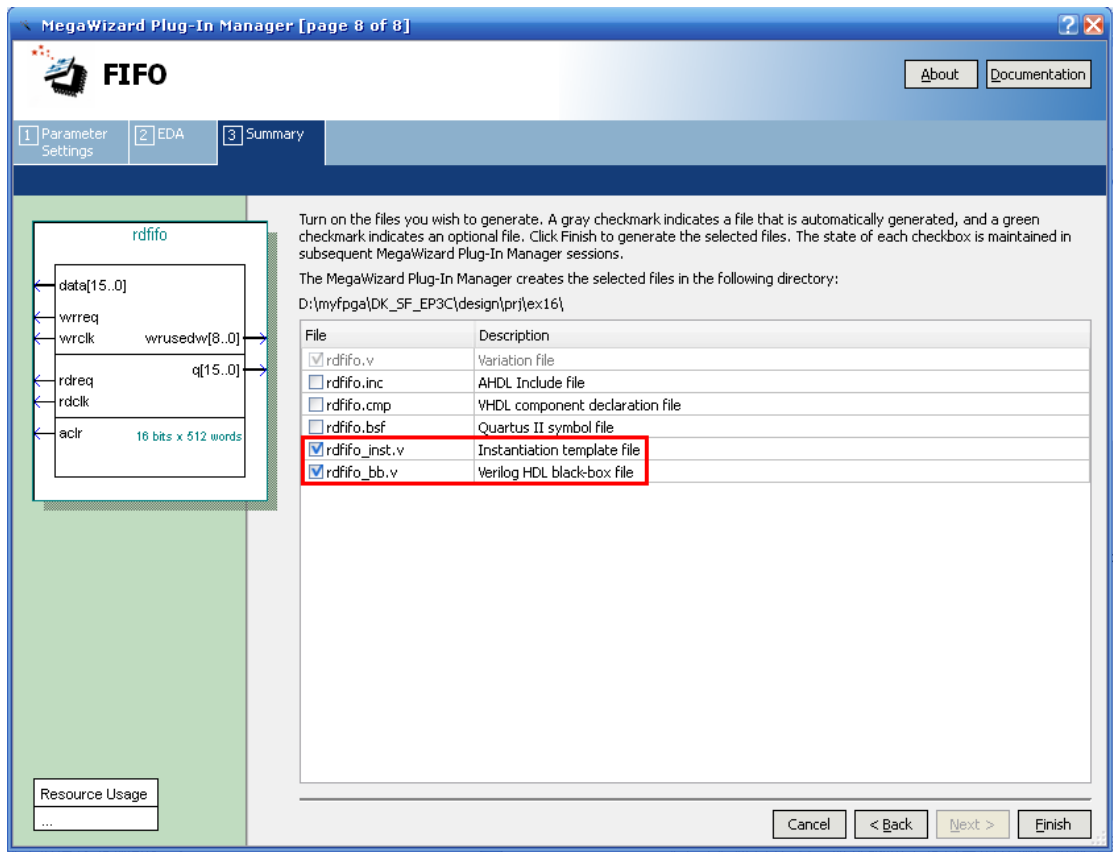 MegaWizard Plug-In Manager [page 8 of 8]
FIFO
About
Documentation
1 Parameter Settings
2 EDA
3 Summary
Turn on the files you wish to generate. A gray checkmark indicates a file that is automatically generated, and a green
checkmark indicates an optional file. Click Finish to generate the selected files. The state of each checkbox is maintained in
subsequent MegaWizard Plug-In Manager sessions.
The MegaWizard Plug-In Manager creates the selected files in the following directory:
D:\myfpga\DK_SF_EP3C\design\prj\ex16\
rdfifo
data[15..0]
wrreq
wrclk wrusedw[8..0]
q[15..0]
rdreq
rdclk
aclr 16 bits x 512 words
File Description
rdfifo.v Variation file
rdfifo.inc AHDL Include file
rdfifo.cmp VHDL component declaration file
rdfifo.bsf Quartus II symbol file
rdfifo_inst.v Instantiation template file
rdfifo_bb.v Verilog HDL black-box file
Resource Usage
...
Cancel
< Back
Next >
Finish